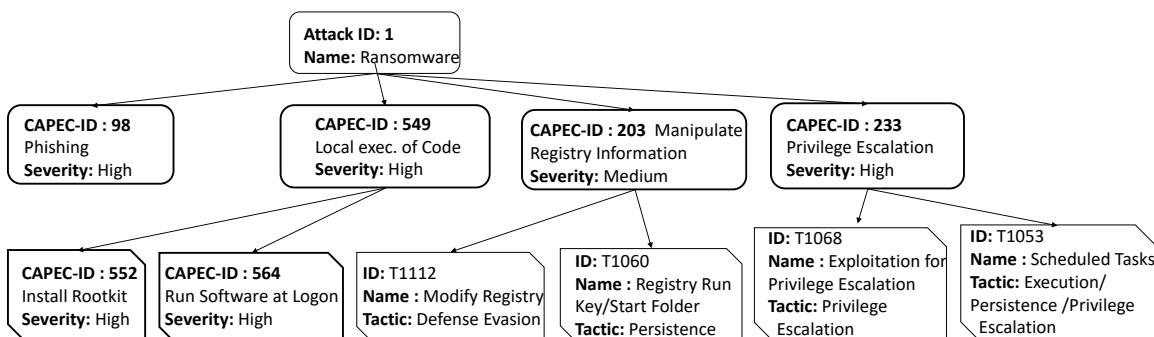 Attack ID: 1
Name: Ransomware
CAPEC-ID : 98
Phishing
Severity: High
CAPEC-ID : 549
Local exec. of Code
Severity: High
CAPEC-ID : 203 Manipulate
Registry Information
Severity: Medium
CAPEC-ID : 233
Privilege Escalation
Severity: High
CAPEC-ID : 552
Install Rootkit
Severity: High
CAPEC-ID : 564
Run Software at Logon
Severity: High
ID: T1112
Name : Modify Registry
Tactic: Defense Evasion
ID: T1060
Name : Registry Run
Key/Start Folder
Tactic: Persistence
ID: T1068
Name : Exploitation for
Privilege Escalation
Tactic: Privilege
Escalation
ID: T1053
Name : Scheduled Tasks
Tactic: Execution/
Persistence /Privilege
Escalation